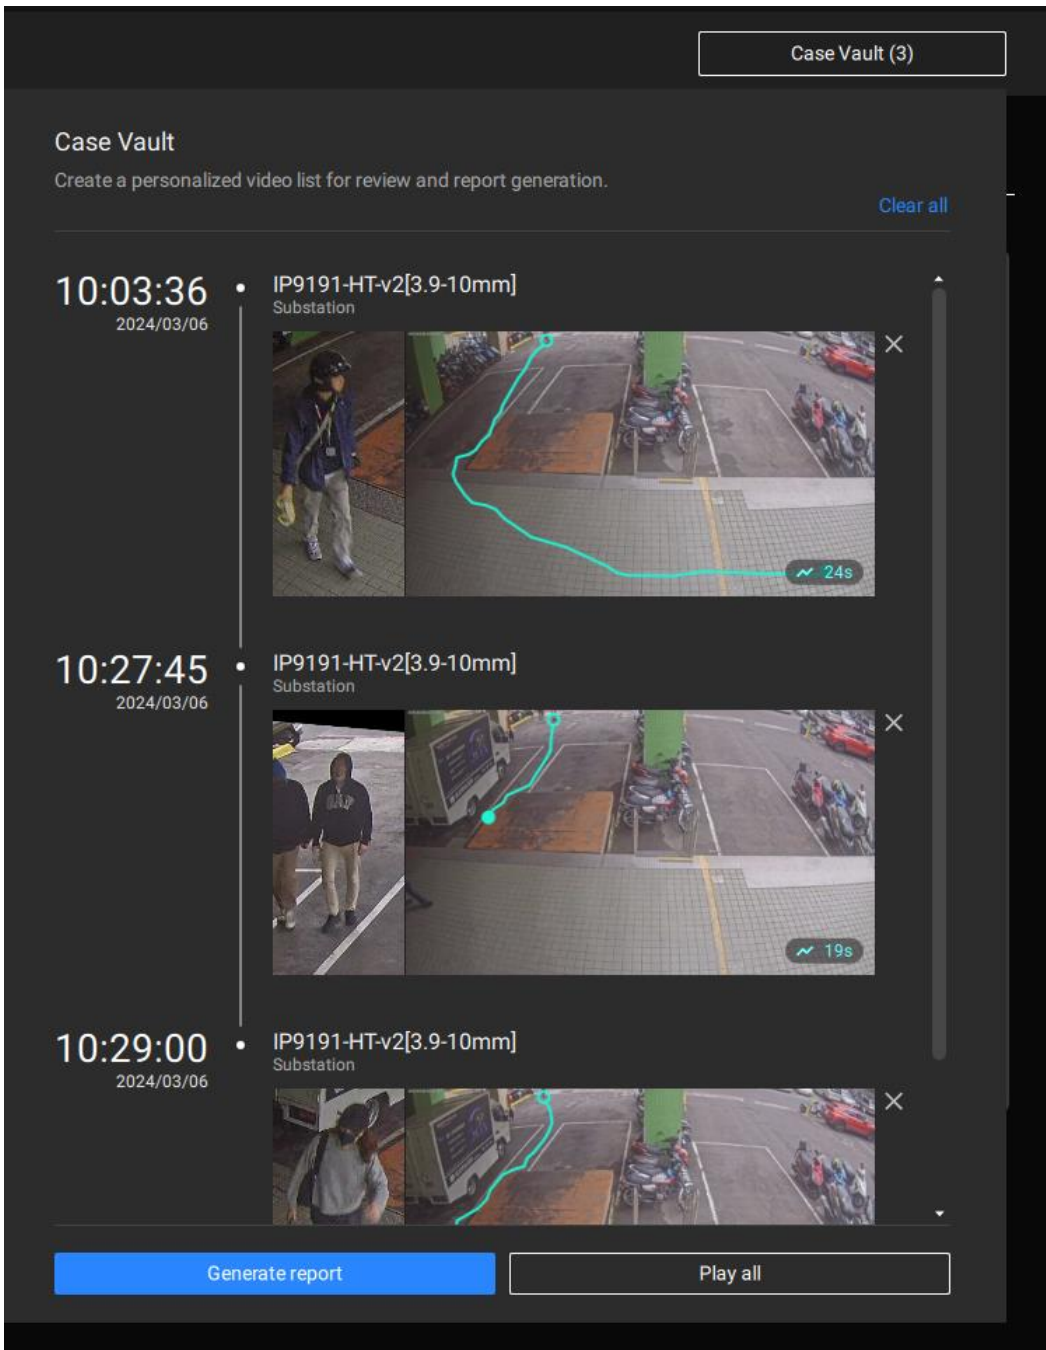 Case Vault (3)
Case Vault
Create a personalized video list for review and report generation.
Clear all
10:03:36
2024/03/06
IP9191-HT-v2[3.9-10mm]
Substation
24s
10:27:45
2024/03/06
IP9191-HT-v2[3.9-10mm]
Substation
19s
10:29:00
2024/03/06
IP9191-HT-v2[3.9-10mm]
Substation
Generate report
Play all